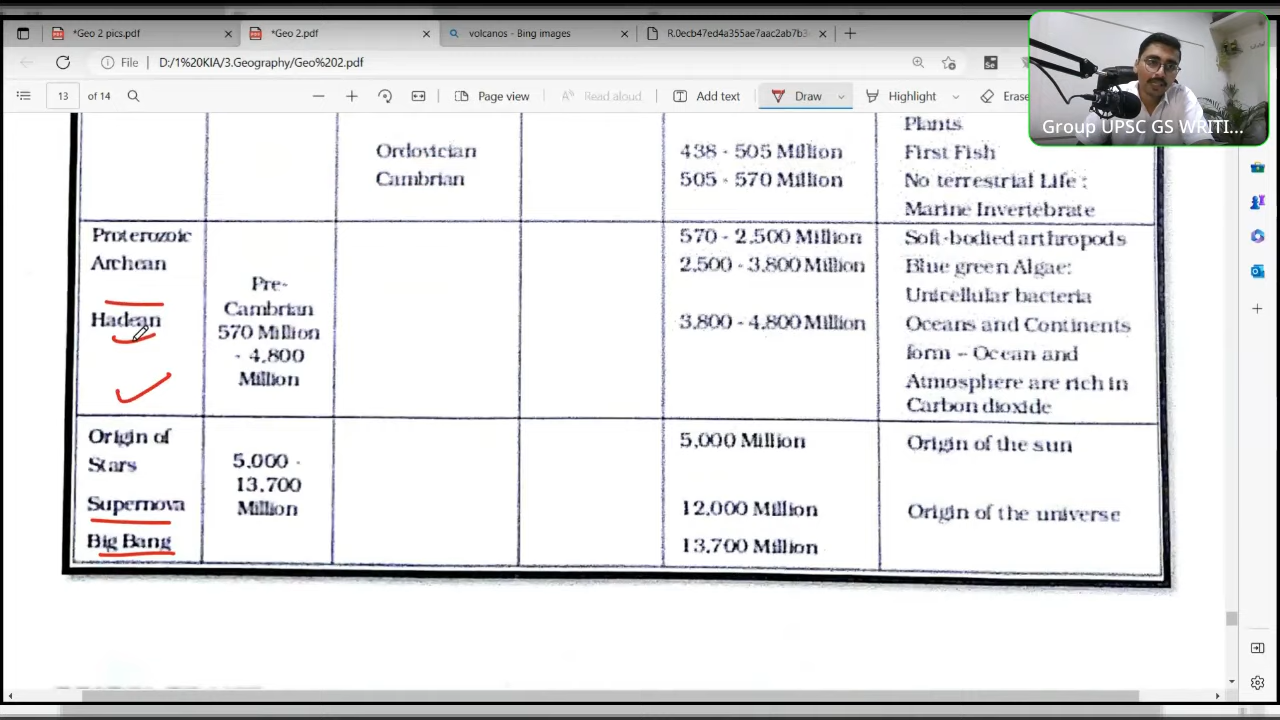 *Geo 2 pics.pdf
*Geo 2.pdf
volcanos - Bing images
R.0ecb47ed4a355ae7aac2ab7b3
File
D:/1%20KIA/3.Geography/Geo%202.pdf
13 of 14
Page view
Read aloud
Add text
Draw
Highlight
Erase
Group UPSC GS WRITI...
Plants
Ordovician 438 - 505 Million First Fish
Cambrian 505 - 570 Million No terrestrial Life :
Marine Invertebrate
Proterozoic 570 - 2,500 Million Soft-bodied arthropods
Archean 2,500 - 3,800 Million Blue green Algae:
Pre- Unicellular bacteria
Hadean Cambrian 3,800 - 4,800 Million Oceans and Continents
570 Million form – Ocean and
- 4,800 Atmosphere are rich in
Million Carbon dioxide
Origin of 5,000 Million Origin of the sun
Stars 5,000 -
13,700
Supernova Million 12,000 Million Origin of the universe
Big Bang 13,700 Million